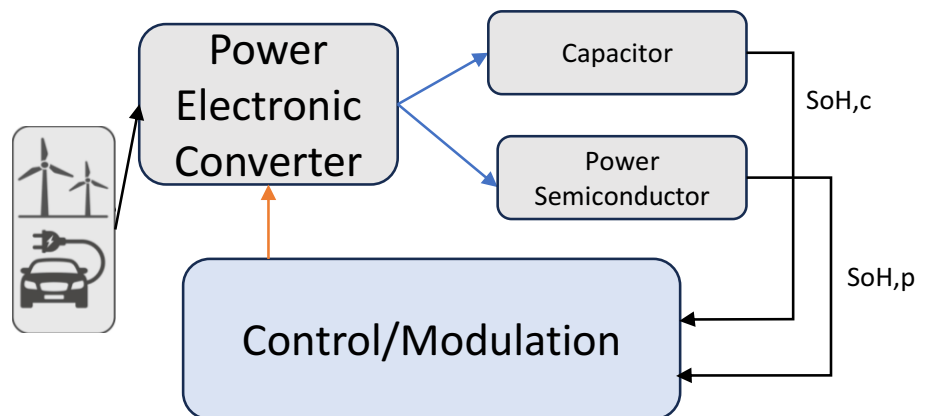 Power
Electronic
Converter
Capacitor
SoH,c
Power
Semiconductor
SoH,p
Control/Modulation